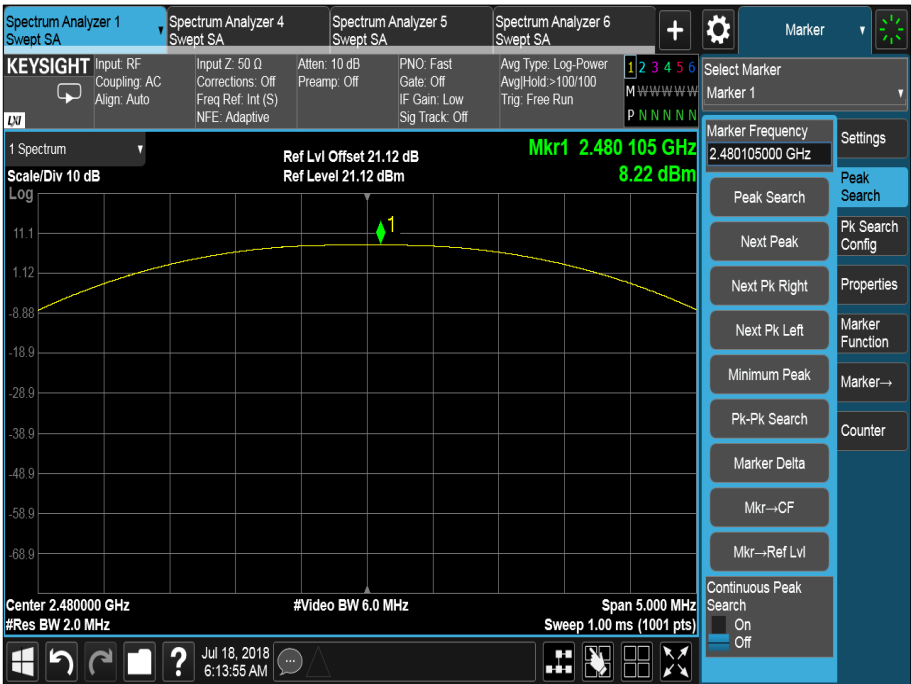 Spectrum Analyzer 1
Swept SA
Spectrum Analyzer 4
Swept SA
Spectrum Analyzer 5
Swept SA
Spectrum Analyzer 6
Swept SA
+
Marker
KEYSIGHT
LXI
Input: RF
Coupling: AC
Align: Auto
Input Z: 50 Ω
Corrections: Off
Freq Ref: Int (S)
NFE: Adaptive
Atten: 10 dB
Preamp: Off
PNO: Fast
Gate: Off
IF Gain: Low
Sig Track: Off
Avg Type: Log-Power
Avg|Hold:>100/100
Trig: Free Run
1 2 3 4 5 6
M W W W W W
P N N N N N
Select Marker
Marker 1
1 Spectrum
Scale/Div 10 dB
Log
Ref Lvl Offset 21.12 dB
Ref Level 21.12 dBm
Mkr1 2.480 105 GHz
8.22 dBm
1
11.1
1.12
-8.88
-18.9
-28.9
-38.9
-48.9
-58.9
-68.9
Center 2.480000 GHz
#Res BW 2.0 MHz
#Video BW 6.0 MHz
Span 5.000 MHz
Sweep 1.00 ms (1001 pts)
Marker Frequency
2.480105000 GHz
Peak Search
Next Peak
Next Pk Right
Next Pk Left
Minimum Peak
Pk-Pk Search
Marker Delta
Mkr→CF
Mkr→Ref Lvl
Continuous Peak
Search
On
Off
Settings
Peak
Search
Pk Search
Config
Properties
Marker
Function
Marker→
Counter
?
Jul 18, 2018
6:13:55 AM